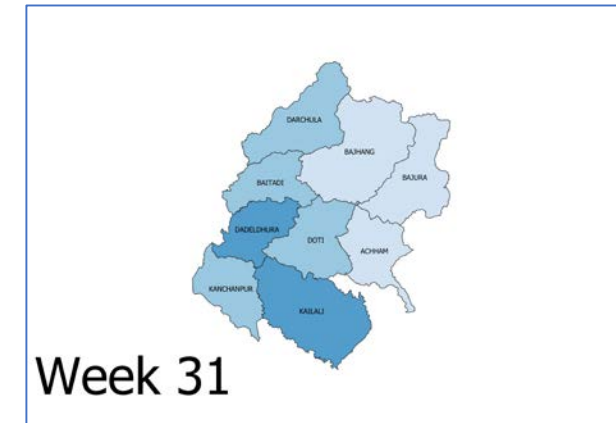 DARCHULA
BAJHANG
BAJURA
BAITADI
DADELDHURA
DOTI
ACHHAM
KANCHANPUR
KAILALI
Week 31